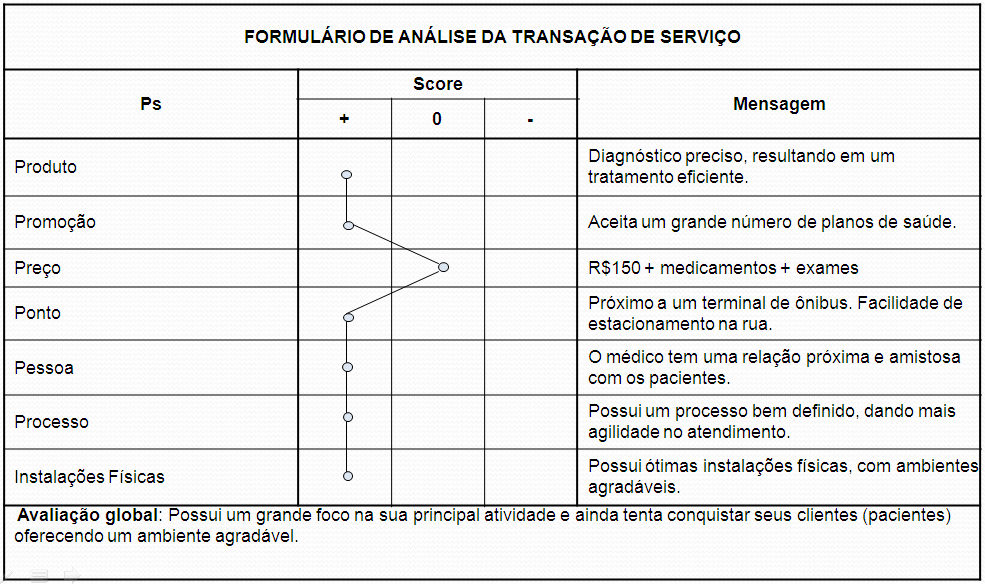 FORMULÁRIO DE ANÁLISE DA TRANSAÇÃO DE SERVIÇO
Ps
Score
Mensagem
+
0
-
Produto
Diagnóstico preciso, resultando em um
tratamento eficiente.
Promoção
Aceita um grande número de planos de saúde.
Preço
R$150 + medicamentos + exames
Ponto
Próximo a um terminal de ônibus. Facilidade de
estacionamento na rua.
Pessoa
O médico tem uma relação próxima e amistosa
com os pacientes.
Processo
Possui um processo bem definido, dando mais
agilidade no atendimento.
Instalações Físicas
Possui ótimas instalações físicas, com ambientes
agradáveis.
Avaliação global: Possui um grande foco na sua principal atividade e ainda tenta conquistar seus clientes (pacientes)
oferecendo um ambiente agradável.